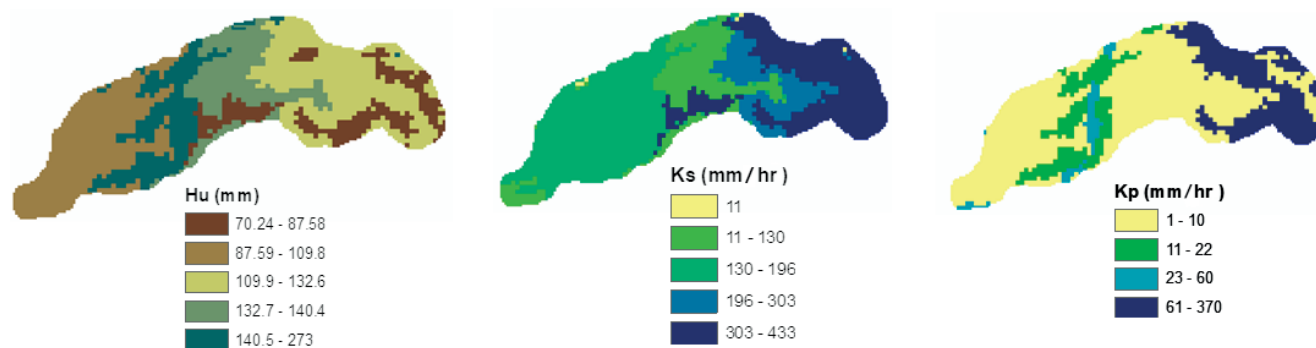 Hu (mm)
70.24 - 87.58
87.59 - 109.8
109.9 - 132.6
132.7 - 140.4
140.5 - 273
Ks (mm/hr)
11
11 - 130
130 - 196
196 - 303
303 - 433
Kp (mm/hr)
1 - 10
11 - 22
23 - 60
61 - 370